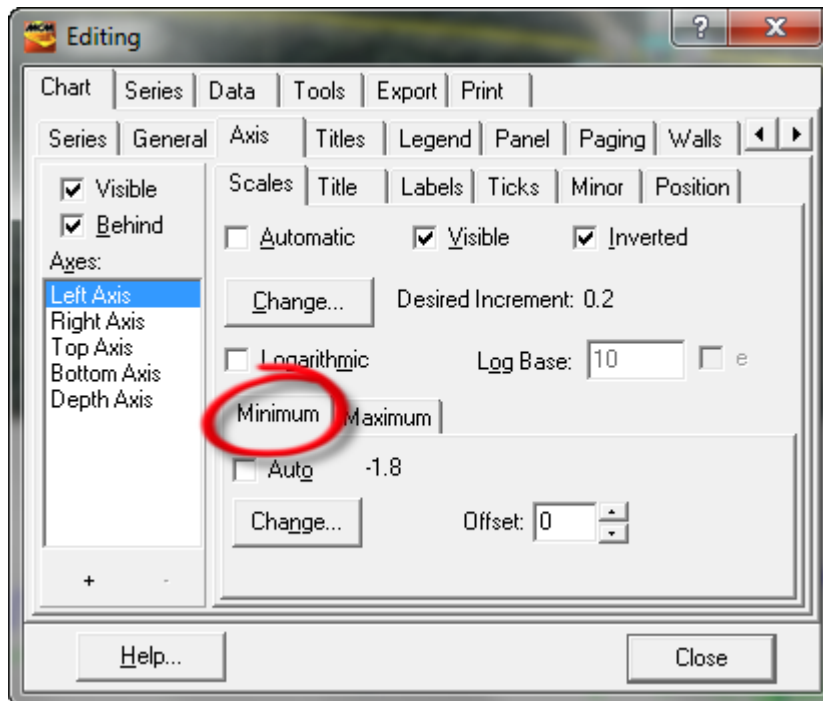 MCM Editing ? X
Chart Series Data Tools Export Print
Series General Axis Titles Legend Panel Paging Walls
Visible
Behind
Axes:
Left Axis
Right Axis
Top Axis
Bottom Axis
Depth Axis
+ -
Scales Title Labels Ticks Minor Position
Automatic Visible Inverted
Change... Desired Increment: 0.2
Logarithmic Log Base: 10 e
Minimum Maximum
Auto -1.8
Change... Offset: 0
Help... Close